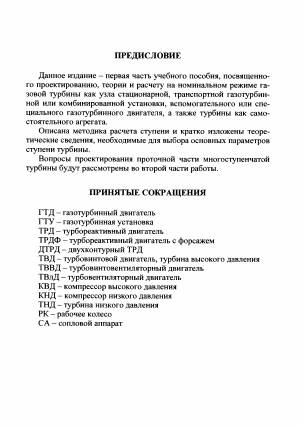 ПРЕДИСЛОВИЕ
Данное издание – первая часть учебного пособия, посвященно-
го проектированию, теории и расчету на номинальном режиме га-
зовой турбины как узла стационарной, транспортной газотурбин-
ной или комбинированной установки, вспомогательного или спе-
циального газотурбинного двигателя, а также турбины как само-
стоятельного агрегата.
Описана методика расчета ступени и кратко изложены теоре-
тические сведения, необходимые для выбора основных параметров
ступени турбины.
Вопросы проектирования проточной части многоступенчатой
турбины будут рассмотрены во второй части работы.
ПРИНЯТЫЕ СОКРАЩЕНИЯ
ГТД – газотурбинный двигатель
ГТУ – газотурбинная установка
ТРД – турбореактивный двигатель
ТРДФ – турбореактивный двигатель с форсажем
ДТРД – двухконтурный ТРД
ТВД – турбовинтовой двигатель, турбина высокого давления
ТВВД – турбовинтовентиляторный двигатель
ТВлД – турбовентиляторный двигатель
КВД – компрессор высокого давления
КНД – компрессор низкого давления
ТНД – турбина низкого давления
РК – рабочее колесо
СА – сопловой аппарат